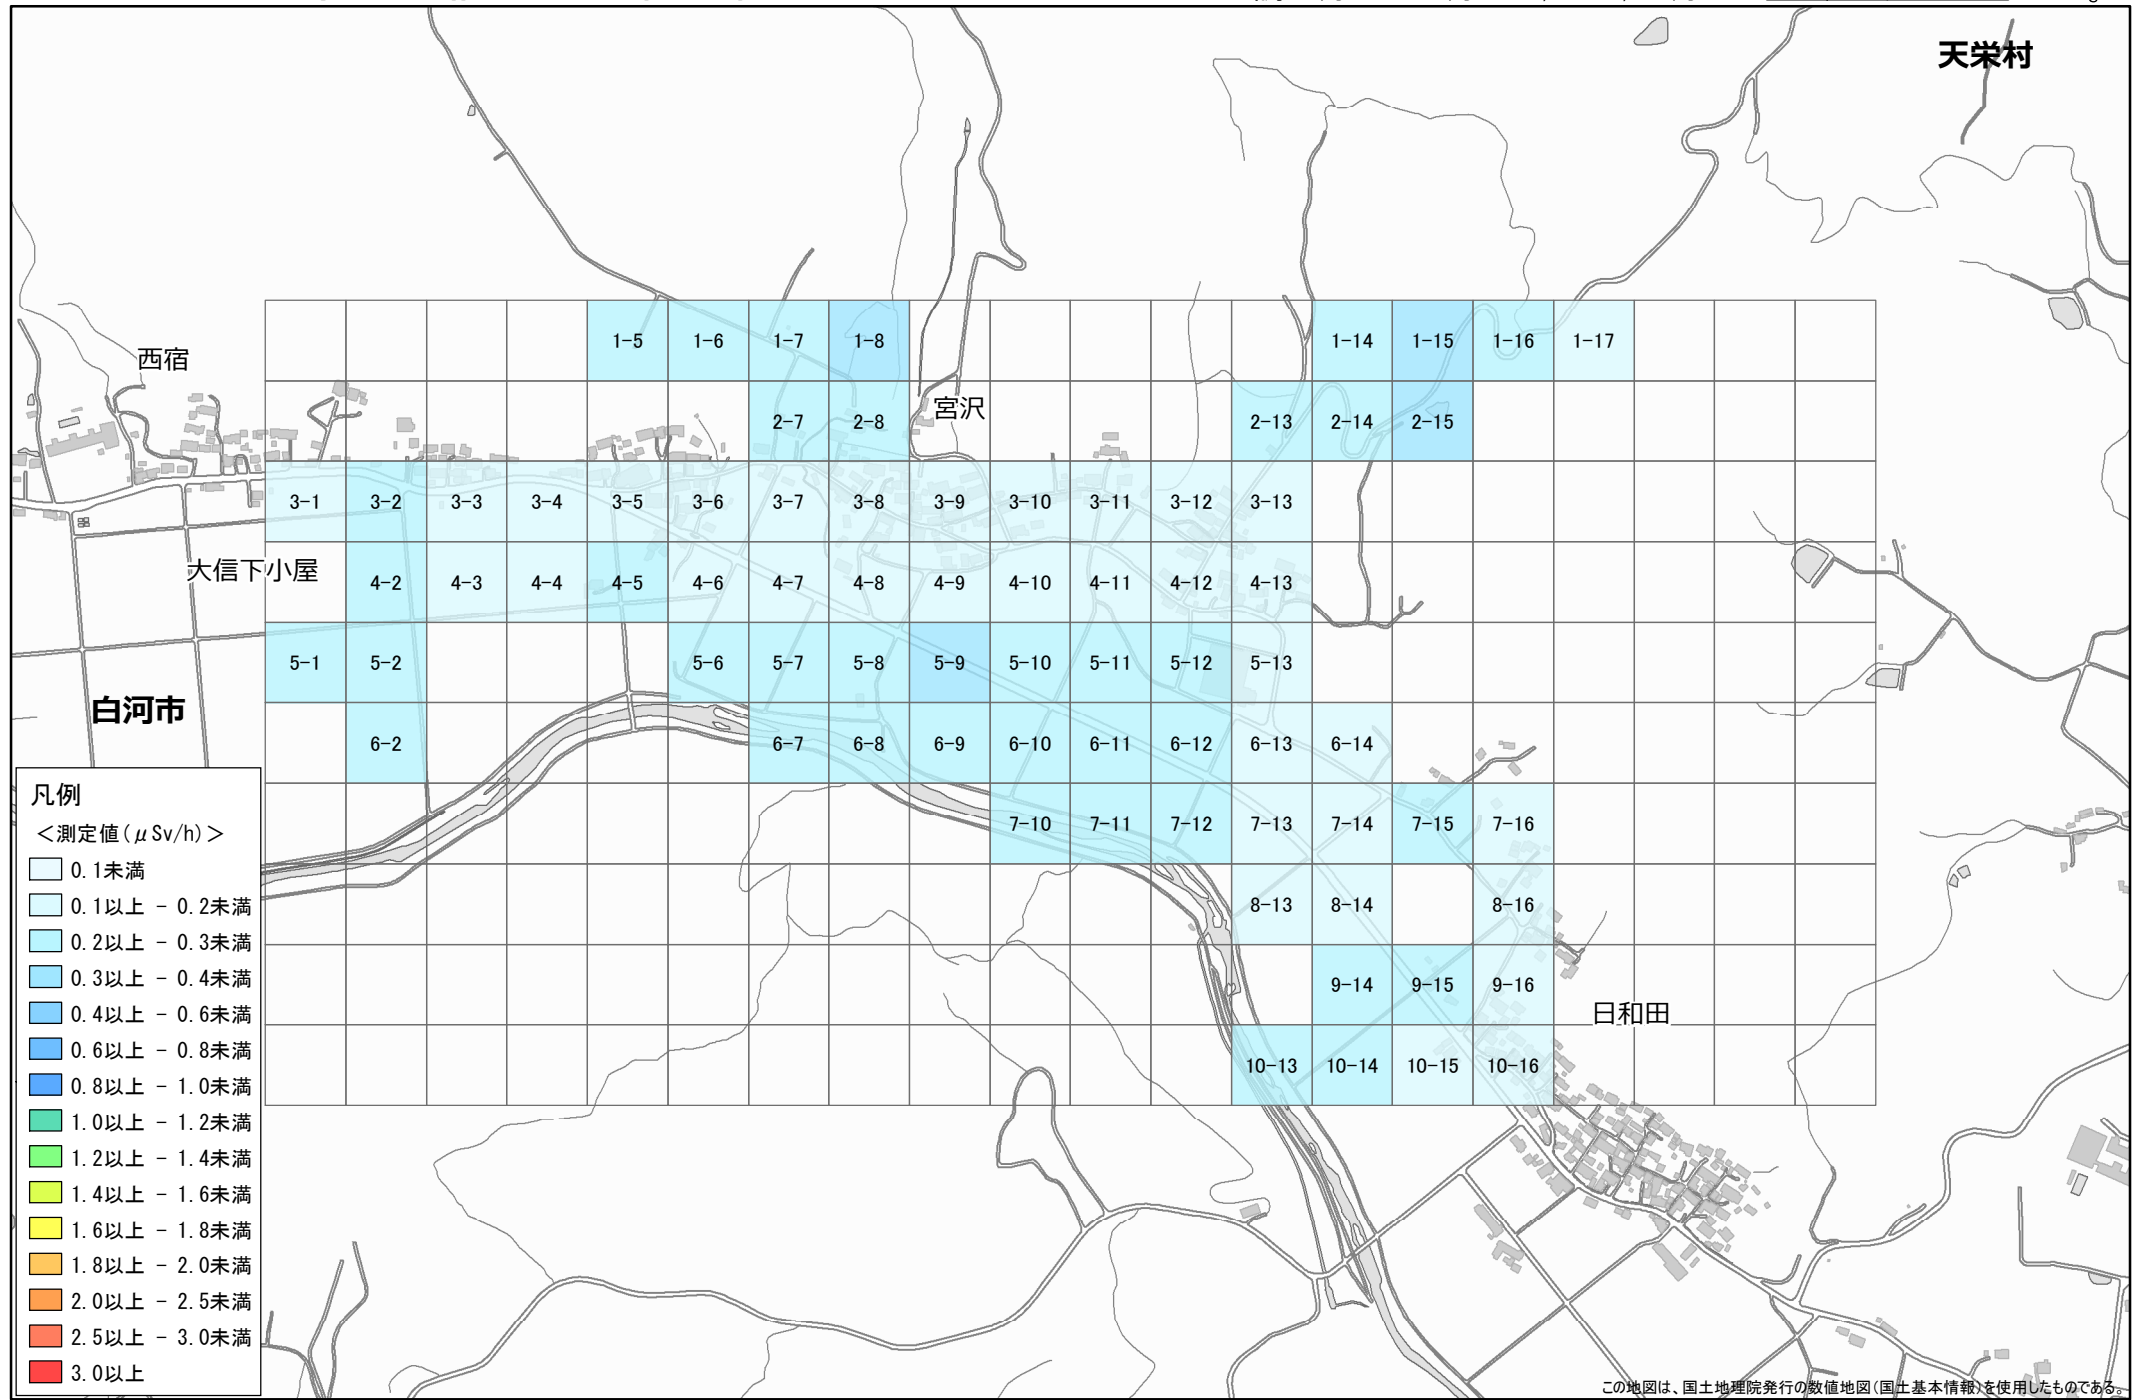 天栄村
1-5 1-6 1-7 1-8 1-14 1-15 1-16 1-17
西宿
宮沢
2-7 2-8 2-13 2-14 2-15
3-1 3-2 3-3 3-4 3-5 3-6 3-7 3-8 3-9 3-10 3-11 3-12 3-13
大信下小屋
4-2 4-3 4-4 4-5 4-6 4-7 4-8 4-9 4-10 4-11 4-12 4-13
5-1 5-2 5-6 5-7 5-8 5-9 5-10 5-11 5-12 5-13
白河市
6-2 6-7 6-8 6-9 6-10 6-11 6-12 6-13 6-14
7-10 7-11 7-12 7-13 7-14 7-15 7-16
8-13 8-14 8-16
9-14 9-15 9-16
日和田
10-13 10-14 10-15 10-16
凡例
＜測定値(μSv/h)＞
0.1未満
0.1以上 - 0.2未満
0.2以上 - 0.3未満
0.3以上 - 0.4未満
0.4以上 - 0.6未満
0.6以上 - 0.8未満
0.8以上 - 1.0未満
1.0以上 - 1.2未満
1.2以上 - 1.4未満
1.4以上 - 1.6未満
1.6以上 - 1.8未満
1.8以上 - 2.0未満
2.0以上 - 2.5未満
2.5以上 - 3.0未満
3.0以上
この地図は、国土地理院発行の数値地図(国土基本情報)を使用したものである。